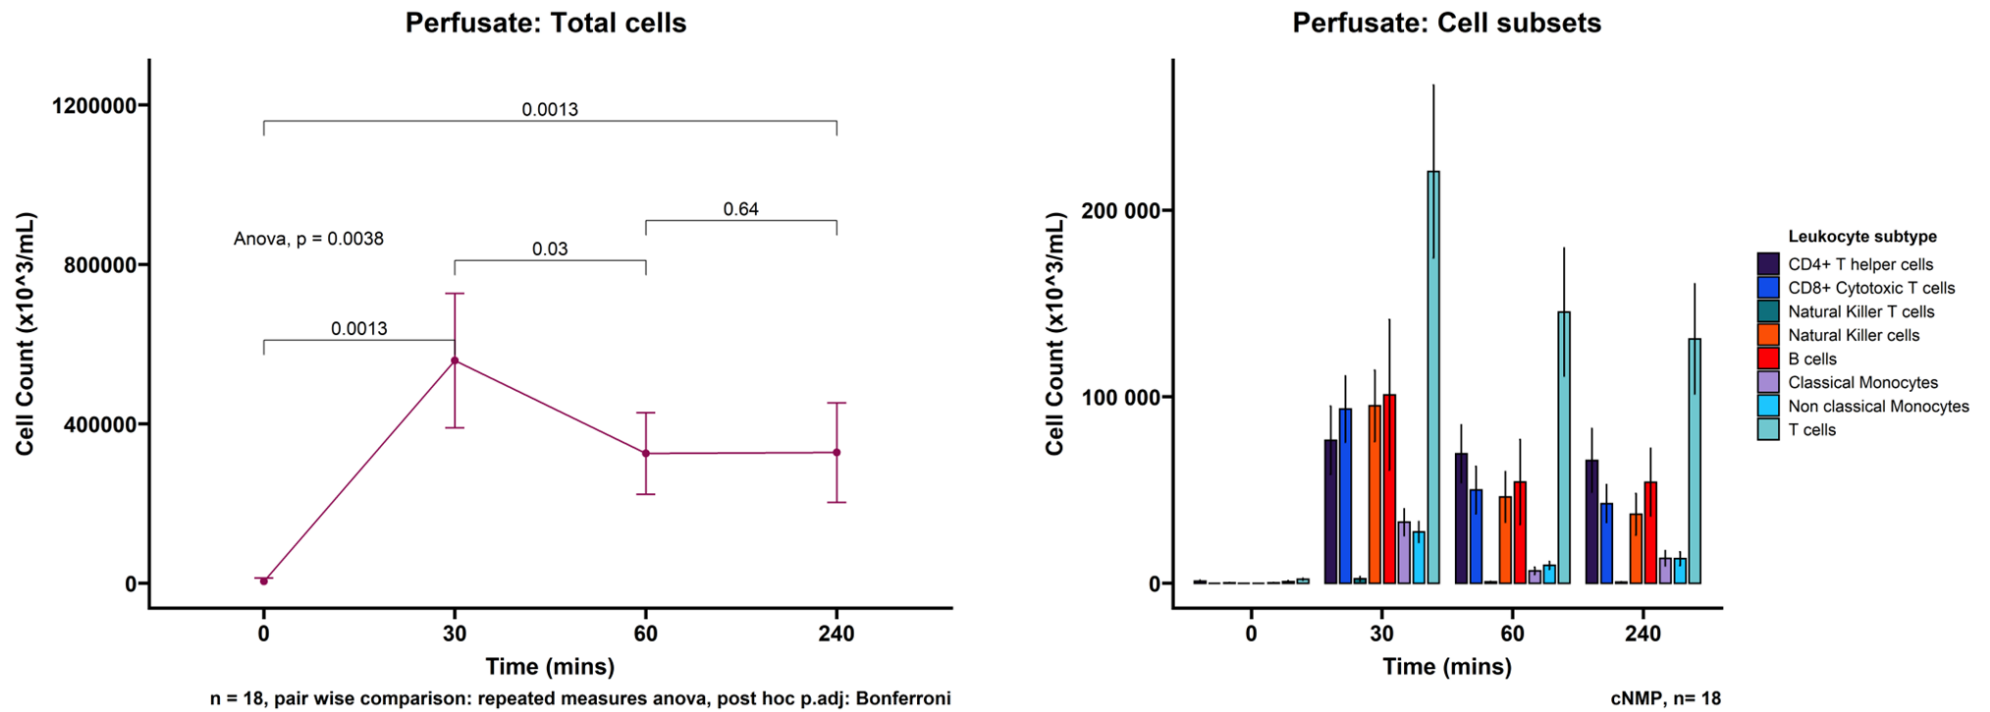 Perfusate: Total cells
Cell Count (x10^3/mL)
1200000
800000
400000
0
0.0013
0.64
Anova, p = 0.0038
0.03
0.0013
0 30 60 240
Time (mins)
n = 18, pair wise comparison: repeated measures anova, post hoc p.adj: Bonferroni
Perfusate: Cell subsets
Cell Count (x10^3/mL)
200 000
100 000
0
0 30 60 240
Time (mins)
cNMP, n= 18
Leukocyte subtype
CD4+ T helper cells
CD8+ Cytotoxic T cells
Natural Killer T cells
Natural Killer cells
B cells
Classical Monocytes
Non classical Monocytes
T cells